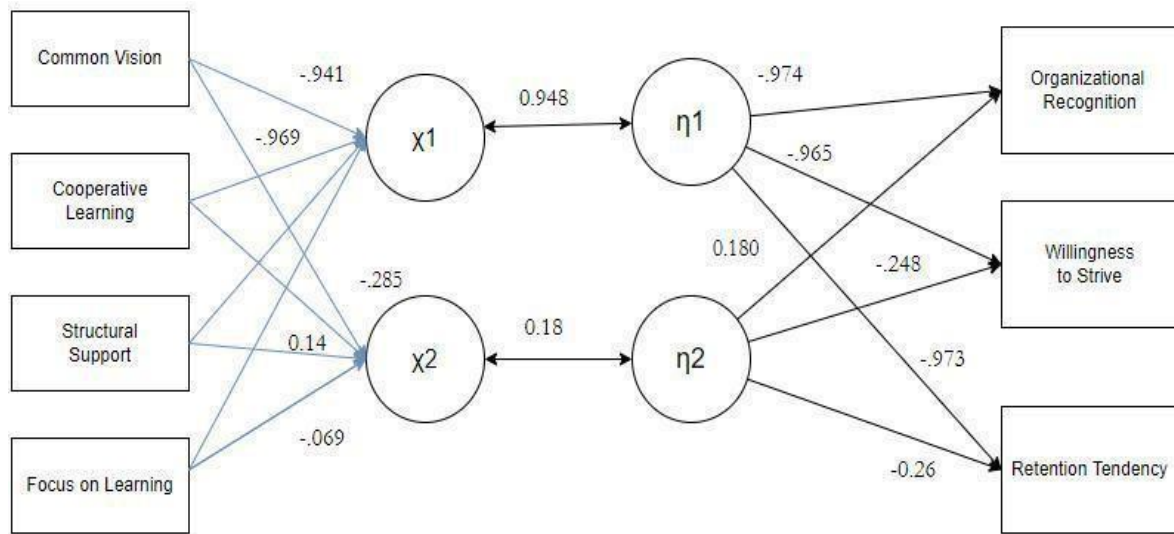 Common Vision
Cooperative
Learning
Structural
Support
Focus on Learning
-.941
-.969
-.285
0.14
-.069
χ1
χ2
0.948
0.18
η1
η2
-.974
-.965
0.180
-.248
-.973
-0.26
Organizational
Recognition
Willingness
to Strive
Retention Tendency